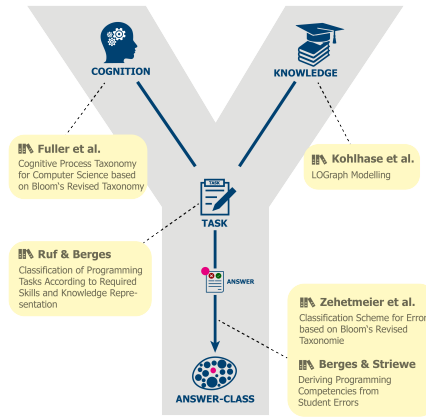 COGNITION
KNOWLEDGE
Fuller et al.
Cognitive Process Taxonomy
for Computer Science based
on Bloom's Revised Taxonomy
Kohlhase et al.
LOGraph Modelling
TASK
TASK
Ruf & Berges
Classification of Programming
Tasks According to Required
Skills and Knowledge Repre-
sentation
ANSWER
Zehetmeier et al.
Classification Scheme for Error
based on Bloom's Revised
Taxonomie
Berges & Striewe
Deriving Programming
Competencies from
Student Errors
ANSWER-CLASS